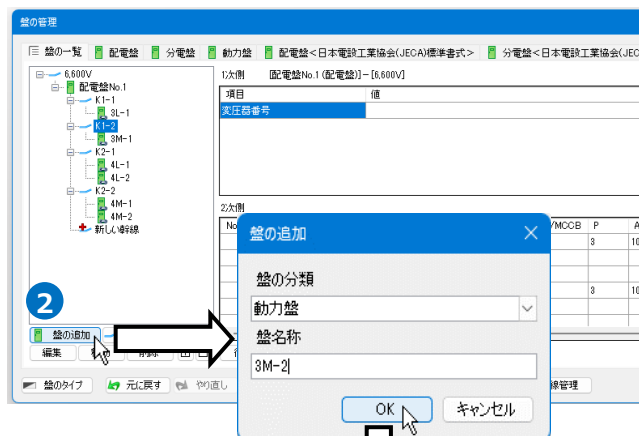 盤の管理
盤の一覧 配電盤 分電盤 動力盤 配電盤<日本電設工業協会(JECA)標準書式> 分電盤<日本電設工業協会(JEC
6,600V
配電盤No.1
K1-1
3L-1
K1-2
3M-1
K2-1
4L-1
4L-2
K2-2
4M-1
4M-2
新しい幹線
1次側 [配電盤No.1 (配電盤)]－[6,600V]
項目 値
変圧器番号
2次側
No /MCCB P A
3 10
3 10
2
盤の追加
編集 削除
盤のタイプ 元に戻す やり直し 線管理
盤の追加
盤の分類
動力盤
盤名称
3M-2
OK キャンセル